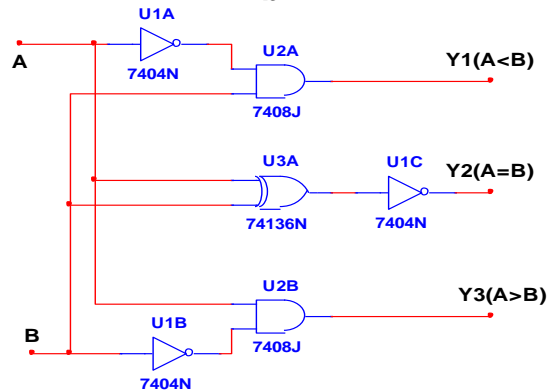 U1A
A
7404N
U2A
7408J
Y1(A<B)
U3A
74136N
U1C
7404N
Y2(A=B)
U2B
7408J
Y3(A>B)
U1B
B
7404N